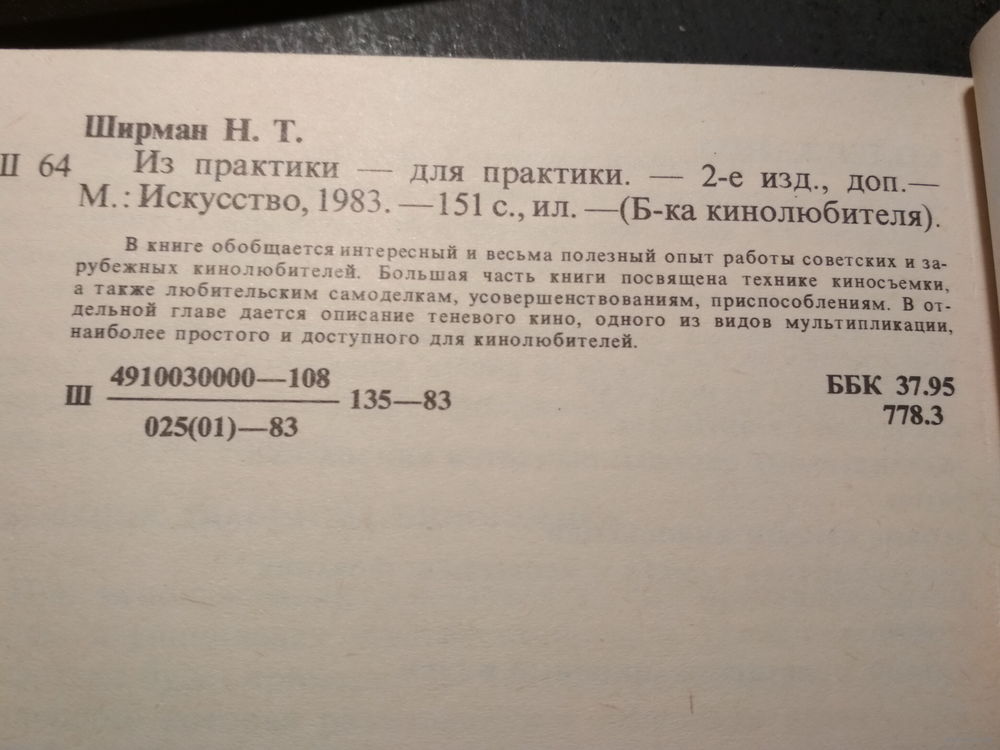 Ширман Н. Т.
Ш 64 Из практики — для практики. — 2-е изд., доп.—
М.: Искусство, 1983. —151 с., ил. —(Б-ка кинолюбителя).
В книге обобщается интересный и весьма полезный опыт работы советских и за-
рубежных кинолюбителей. Большая часть книги посвящена технике киносъемки,
а также любительским самоделкам, усовершенствованиям, приспособлениям. В от-
дельной главе дается описание теневого кино, одного из видов мультипликации,
наиболее простого и доступного для кинолюбителей.
Ш 4910030000—108 135—83
025(01)—83
ББК 37.95
778.3